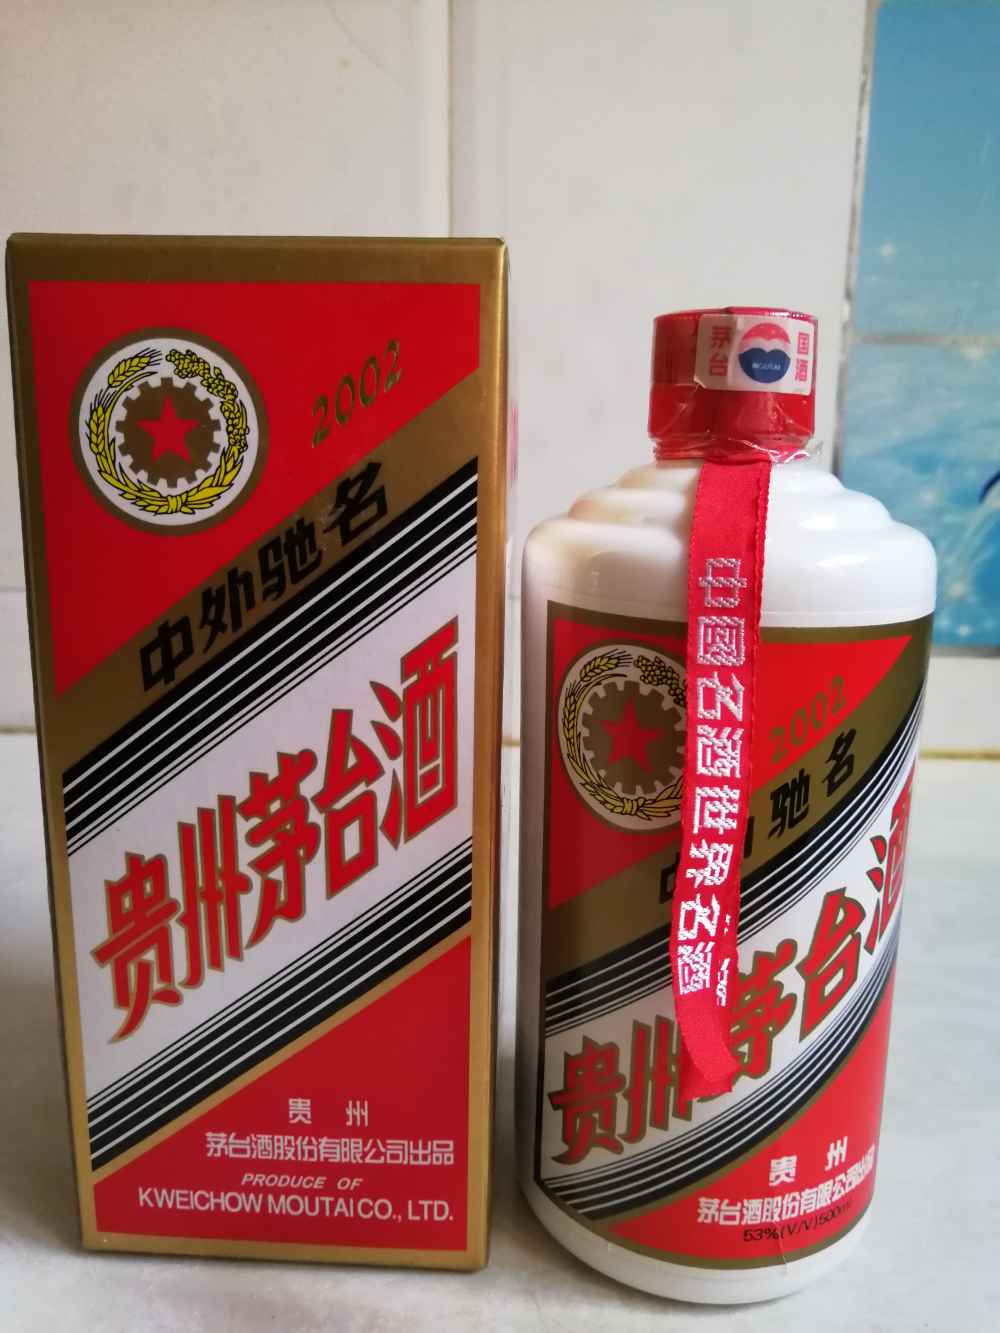 2002
中外驰名
贵州茅台酒
贵州
茅台酒股份有限公司出品
PRODUCE OF
KWEICHOW MOUTAI CO., LTD.
茅台
国酒
MOUTAI
中国名酒世界名酒
2002
驰名
贵州茅台酒
贵州
茅台酒股份有限公司出品
53%(V/V)500ml